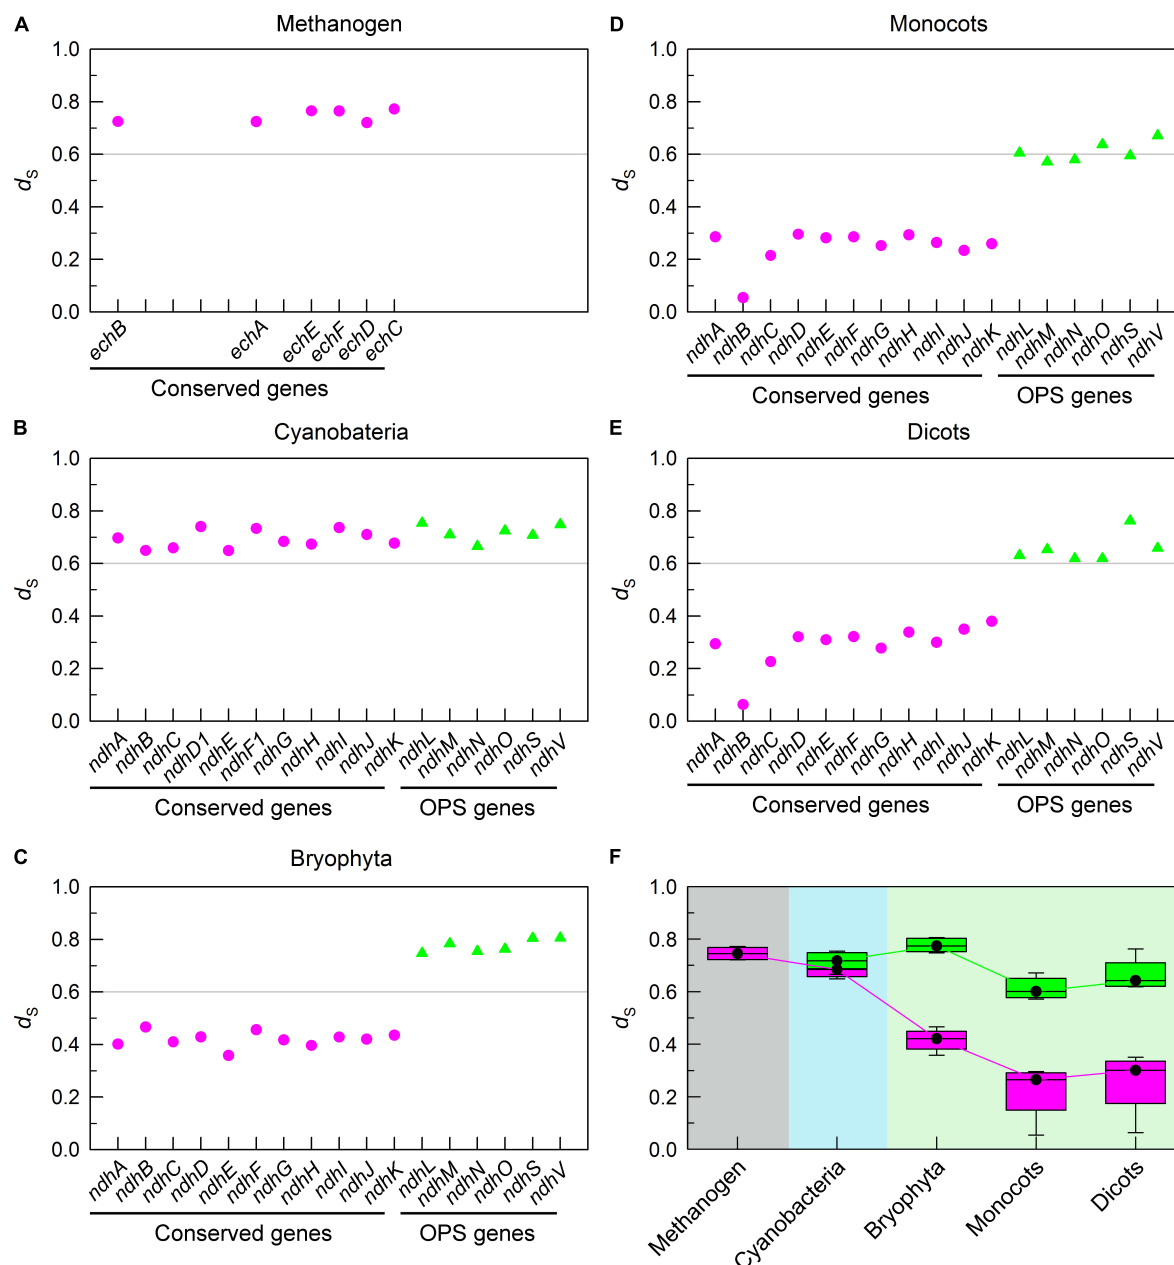 A
Methanogen
1.0
0.8
0.6
0.4
0.2
0.0
dS
echB echA echE echF echD echC
Conserved genes
B
Cyanobateria
1.0
0.8
0.6
0.4
0.2
0.0
dS
ndhA ndhB ndhC ndhD1 ndhE ndhF1 ndhG ndhH ndhI ndhJ ndhK ndhL ndhM ndhN ndhO ndhS ndhV
Conserved genes OPS genes
C
Bryophyta
1.0
0.8
0.6
0.4
0.2
0.0
dS
ndhA ndhB ndhC ndhD ndhE ndhF ndhG ndhH ndhI ndhJ ndhK ndhL ndhM ndhN ndhO ndhS ndhV
Conserved genes OPS genes
D
Monocots
1.0
0.8
0.6
0.4
0.2
0.0
dS
ndhA ndhB ndhC ndhD ndhE ndhF ndhG ndhH ndhI ndhJ ndhK ndhL ndhM ndhN ndhO ndhS ndhV
Conserved genes OPS genes
E
Dicots
1.0
0.8
0.6
0.4
0.2
0.0
dS
ndhA ndhB ndhC ndhD ndhE ndhF ndhG ndhH ndhI ndhJ ndhK ndhL ndhM ndhN ndhO ndhS ndhV
Conserved genes OPS genes
F
1.0
0.8
0.6
0.4
0.2
0.0
dS
Methanogen Cyanobacteria Bryophyta Monocots Dicots